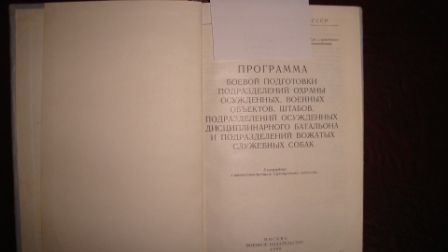 СССР
ПРОГРАММА
БОЕВОЙ ПОДГОТОВКИ
ПОДРАЗДЕЛЕНИЙ ОХРАНЫ
ОСУЖДЕННЫХ, ВОЕННЫХ
ОБЪЕКТОВ, ШТАБОВ,
ПОДРАЗДЕЛЕНИЙ ОСУЖДЕННЫХ
ДИСЦИПЛИНАРНОГО БАТАЛЬОНА
И ПОДРАЗДЕЛЕНИЙ ВОЖАТЫХ
СЛУЖЕБНЫХ СОБАК
МОСКВА
ВОЕННОЕ ИЗДАТЕЛЬСТВО